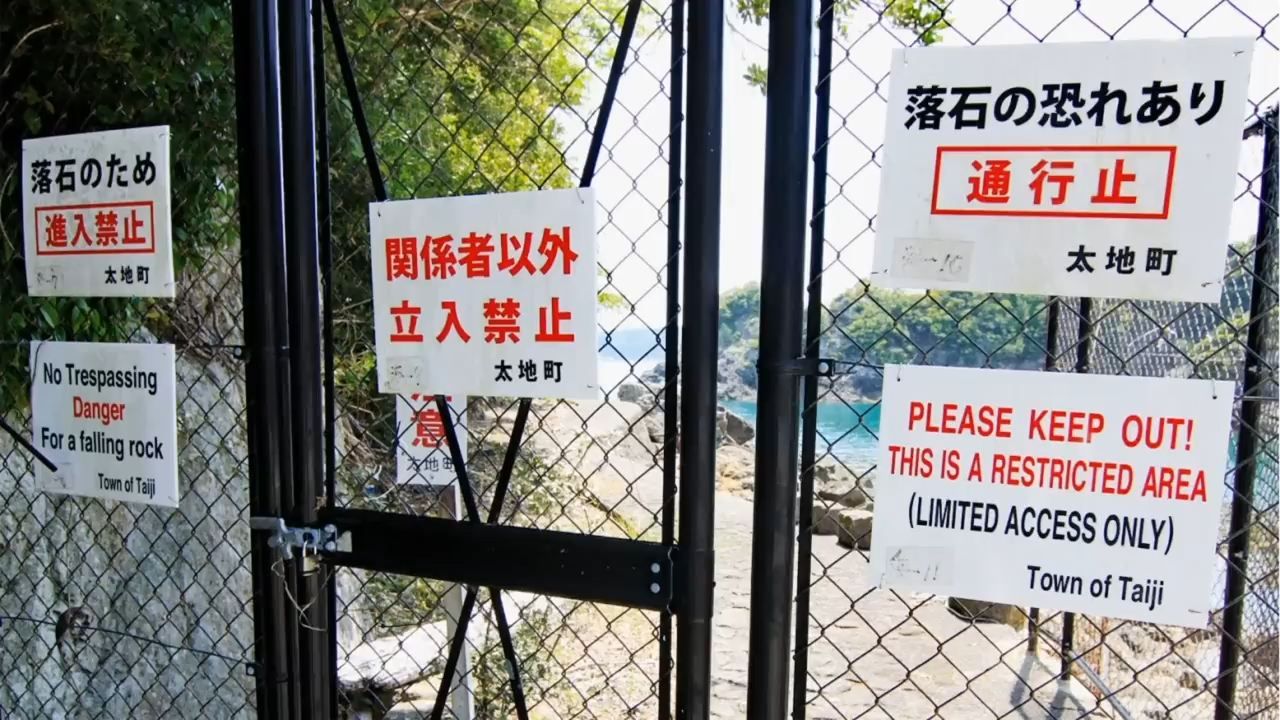 落石のため
進入禁止
太地町
No Trespassing
Danger
For a falling rock
Town of Taiji
関係者以外
立入禁止
太地町
意
太地町
落石の恐れあり
通行止
太地町
PLEASE KEEP OUT!
THIS IS A RESTRICTED AREA
(LIMITED ACCESS ONLY)
Town of Taiji